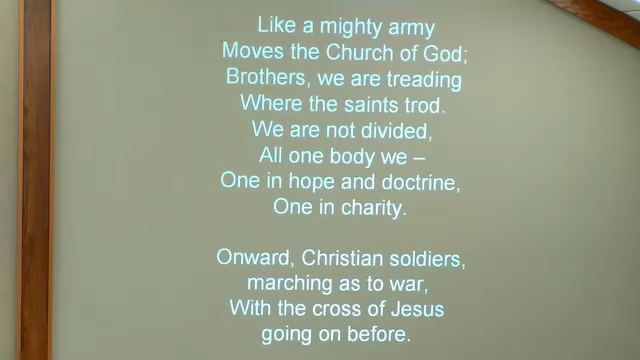 Like a mighty army
Moves the Church of God;
Brothers, we are treading
Where the saints trod.
We are not divided,
All one body we –
One in hope and doctrine,
One in charity.
Onward, Christian soldiers,
marching as to war,
With the cross of Jesus
going on before.